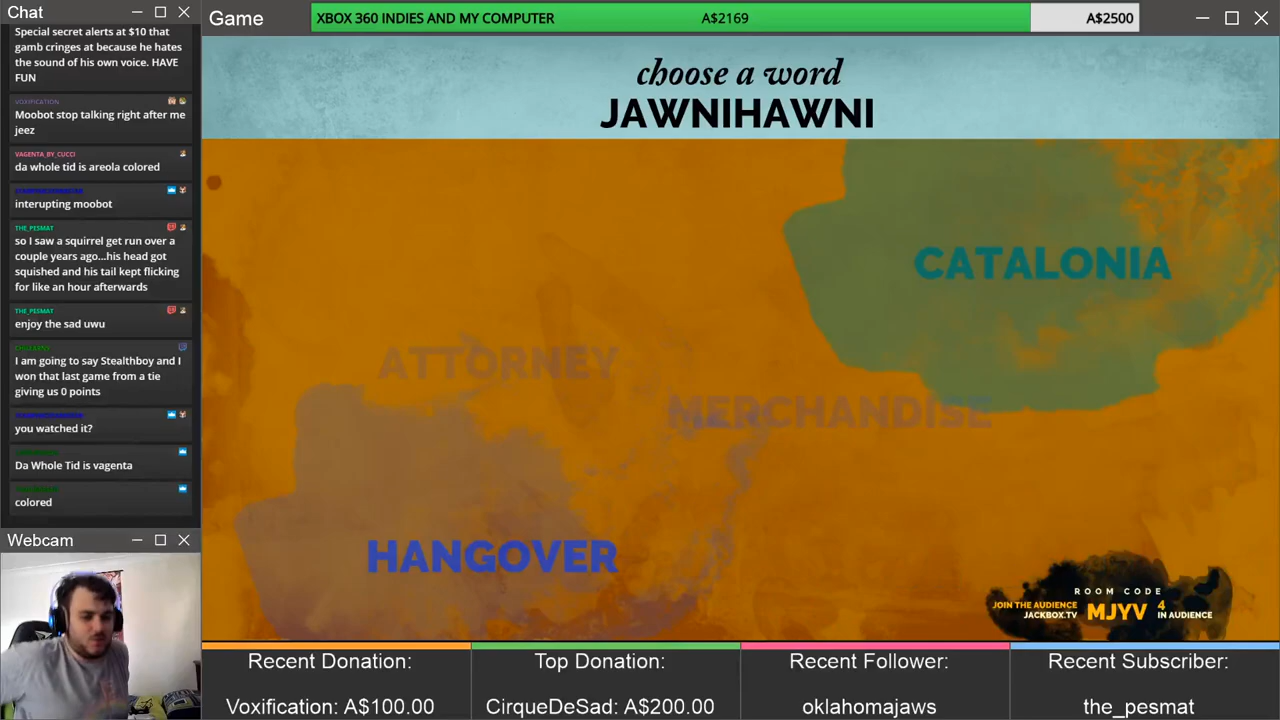 Chat
Special secret alerts at $10 that
gamb cringes at because he hates
the sound of his own voice. HAVE
FUN
VOXIFICATION
Moobot stop talking right after me
jeez
VAGENTA_BY_CUCCI
da whole tid is areola colored
interupting moobot
THE_PESMAT
so I saw a squirrel get run over a
couple years ago...his head got
squished and his tail kept flicking
for like an hour afterwards
THE_PESMAT
enjoy the sad uwu
I am going to say Stealthboy and I
won that last game from a tie
giving us 0 points
you watched it?
Da Whole Tid is vagenta
colored
Webcam
Game
XBOX 360 INDIES AND MY COMPUTER
A$2169
A$2500
choose a word
JAWNIHAWNI
CATALONIA
ATTORNEY
MERCHANDISE
HANGOVER
ROOM CODE
JOIN THE AUDIENCE
JACKBOX.TV
MJYV
4
IN AUDIENCE
Recent Donation:
Voxification: A$100.00
Top Donation:
CirqueDeSad: A$200.00
Recent Follower:
oklahomajaws
Recent Subscriber:
the_pesmat